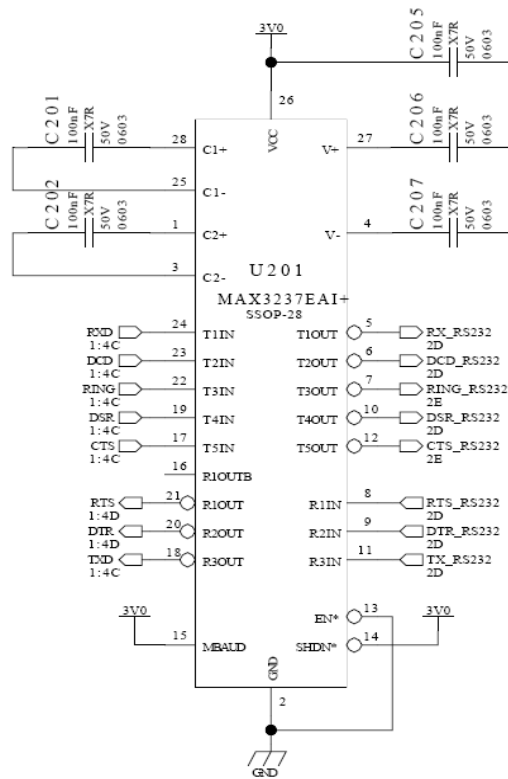 3V0
C205
100nF
X7R
50V
0603
26
VCC
C201
100nF
X7R
50V
0603
28
C1+
V+
27
C206
100nF
X7R
50V
0603
25
C1-
C202
100nF
X7R
50V
0603
1
C2+
V-
4
C207
100nF
X7R
50V
0603
3
C2-
U201
MAX3237EAI+
SSOP-28
RXD
1:4C
24
T1IN
T1OUT
5
RX_RS232
2D
DCD
1:4C
23
T2IN
T2OUT
6
DCD_RS232
2D
RING
1:4C
22
T3IN
T3OUT
7
RING_RS232
2E
DSR
1:4C
19
T4IN
T4OUT
10
DSR_RS232
2D
CTS
1:4C
17
T5IN
T5OUT
12
CTS_RS232
2E
16
R1OUTB
RTS
1:4D
21
R1OUT
R1IN
8
RTS_RS232
2D
DTR
1:4D
20
R2OUT
R2IN
9
DTR_RS232
2D
TXD
1:4C
18
R3OUT
R3IN
11
TX_RS232
2D
3V0
15
MBAUD
EN*
13
SHDN*
14
3V0
GND
2
GND